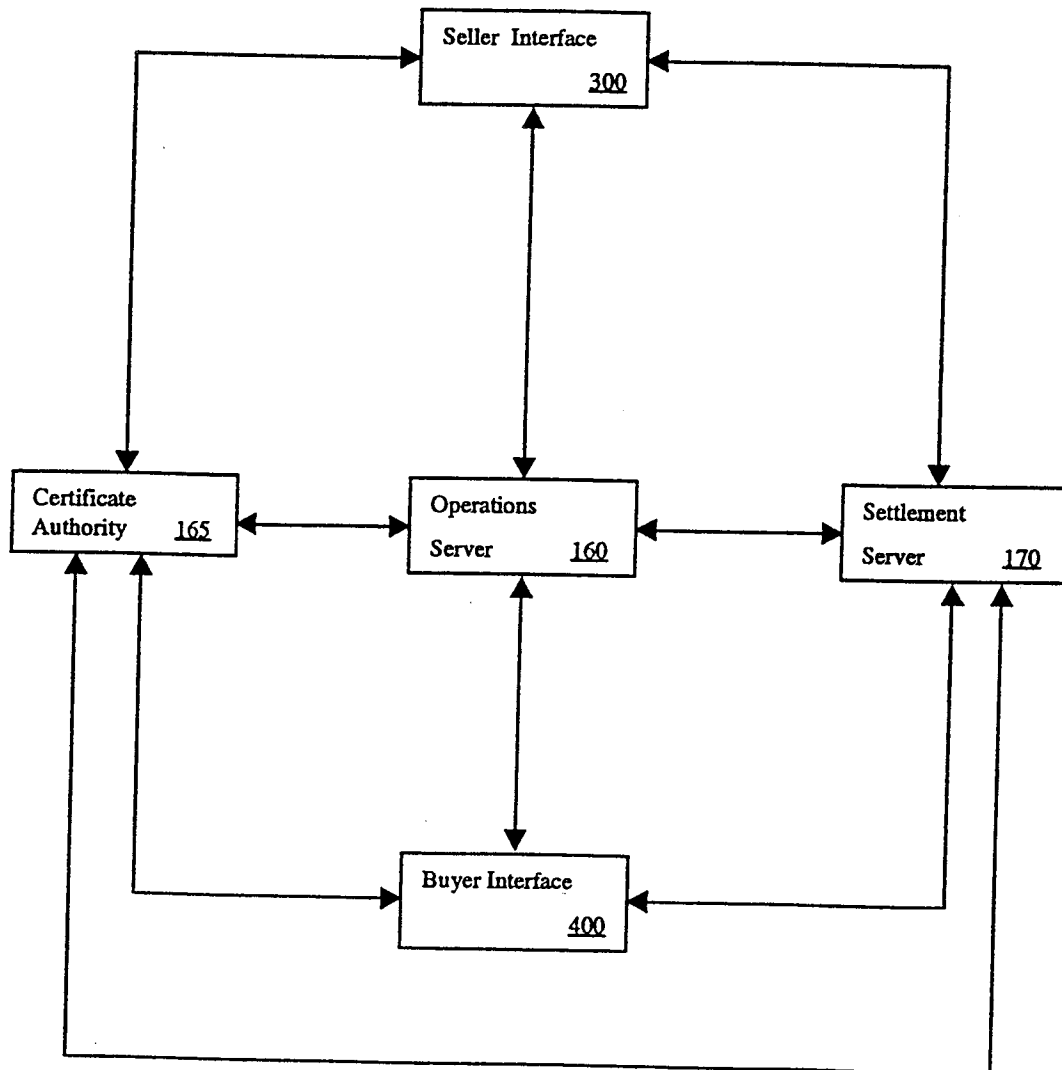 Seller Interface
300
Certificate
Authority 165
Operations
Server 160
Settlement
Server 170
Buyer Interface
400